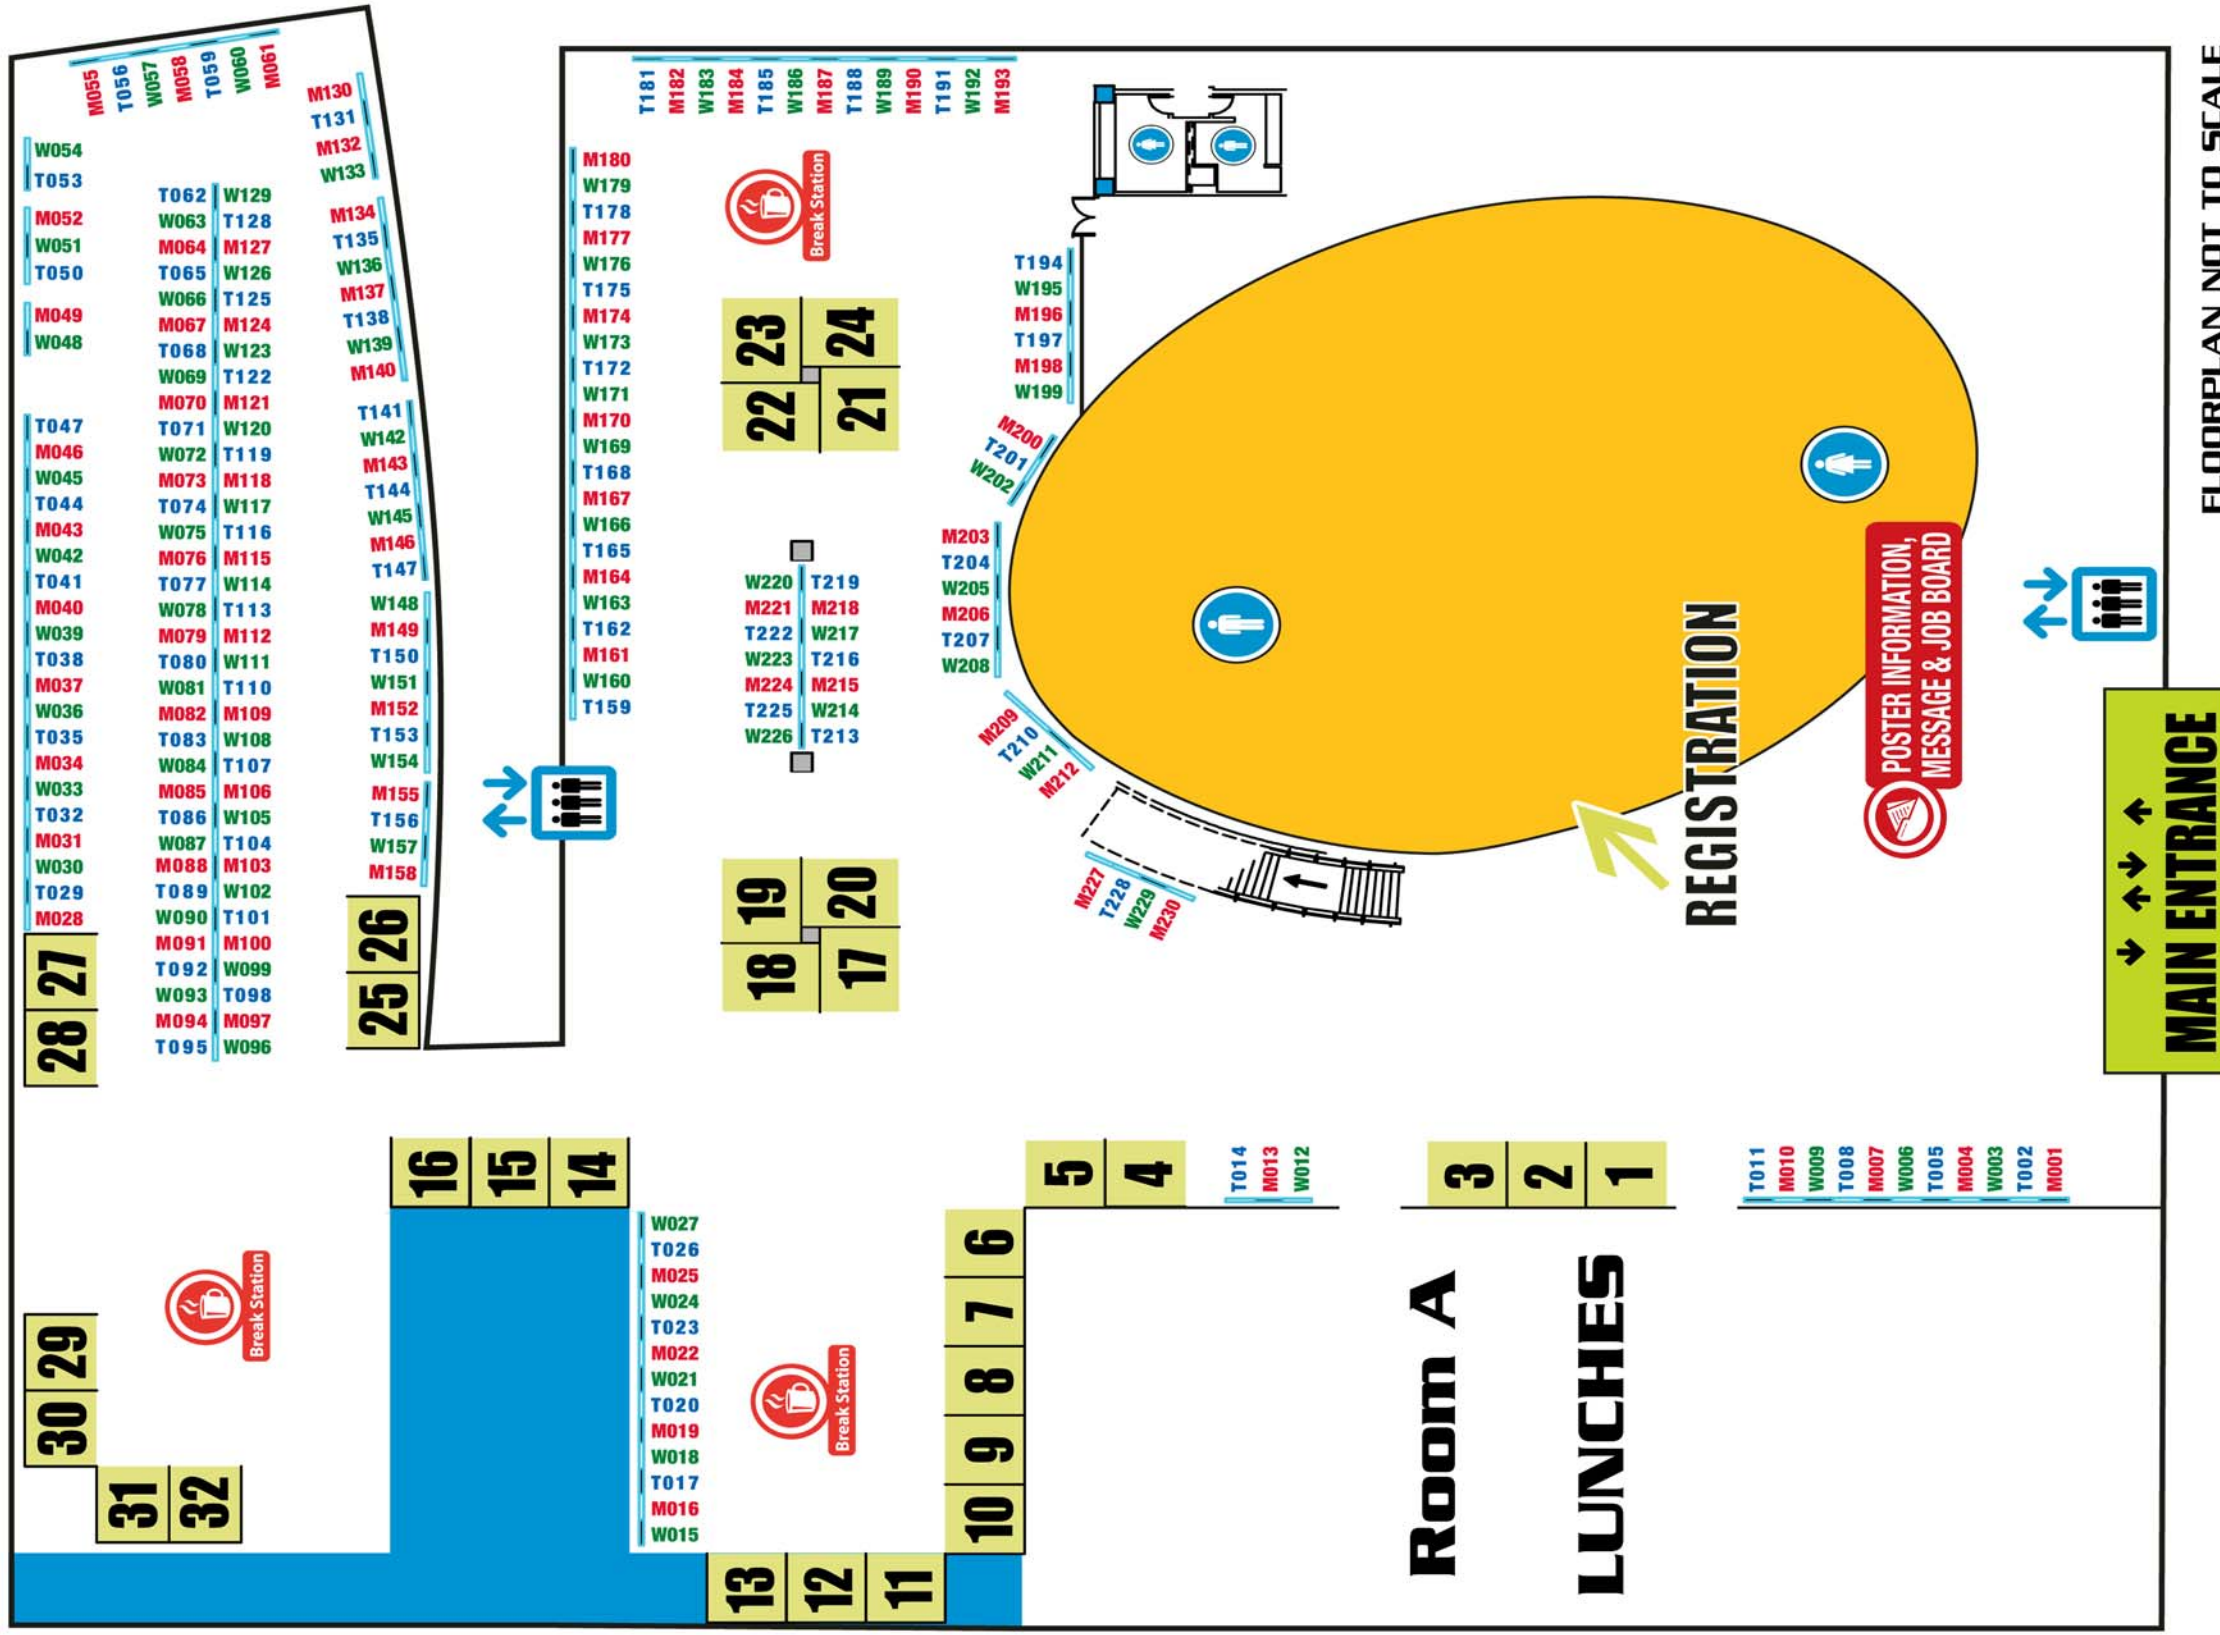 M055
T056
W057
M058
T059
W060
M061
W054
T053
M052
W051
T050
M049
W048
T047
M046
W045
T044
M043
W042
T041
M040
W039
T038
M037
W036
T035
M034
W033
T032
M031
W030
T029
M028
27
28
T062 W129
W063 T128
M064 M127
T065 W126
W066 T125
M067 M124
T068 W123
W069 T122
M070 M121
T071 W120
W072 T119
M073 M118
T074 W117
W075 T116
M076 M115
T077 W114
W078 T113
M079 M112
T080 W111
W081 T110
M082 M109
T083 W108
W084 T107
M085 M106
T086 W105
W087 T104
M088 M103
T089 W102
W090 T101
M091 M100
T092 W099
W093 T098
M094 M097
T095 W096
M130
T131
M132
W133
M134
T135
W136
M137
T138
W139
M140
T141
W142
M143
T144
W145
M146
T147
W148
M149
T150
W151
M152
T153
W154
M155
T156
W157
M158
26
25
T181
M182
W183
M184
T185
W186
M187
T188
W189
M190
T191
W192
M193
M180
W179
T178
M177
W176
T175
M174
W173
T172
W171
M170
W169
T168
M167
W166
T165
M164
W163
T162
M161
W160
T159
Break Station
23 24
22 21
W220 T219
M221 M218
T222 W217
W223 T216
M224 M215
T225 W214
W226 T213
19 20
18 17
T194
W195
M196
T197
M198
W199
M200
T201
W202
M203
T204
W205
M206
T207
W208
M209
T210
W211
M212
M227
T228
W229
M230
REGISTRATION
POSTER INFORMATION,
MESSAGE & JOB BOARD
MAIN ENTRANCE
FLOORPLAN NOT TO SCALE
16
15
14
Break Station
29
30
31
32
W027
T026
M025
W024
T023
M022
W021
T020
M019
W018
T017
M016
W015
Break Station
5
4
6
7
8
9
10
13
12
11
T014
M013
W012
3
2
1
T011
M010
W009
T008
M007
W006
T005
M004
W003
T002
M001
Room A
LUNCHES